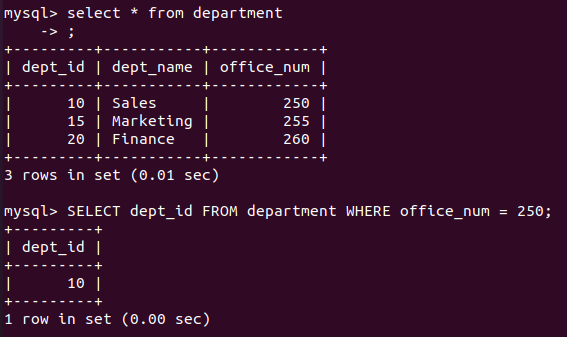 mysql> select * from department
    -> ;
+---------+-----------+------------+
| dept_id | dept_name | office_num |
+---------+-----------+------------+
|      10 | Sales     |        250 |
|      15 | Marketing |        255 |
|      20 | Finance   |        260 |
+---------+-----------+------------+
3 rows in set (0.01 sec)

mysql> SELECT dept_id FROM department WHERE office_num = 250;
+---------+
| dept_id |
+---------+
|      10 |
+---------+
1 row in set (0.00 sec)